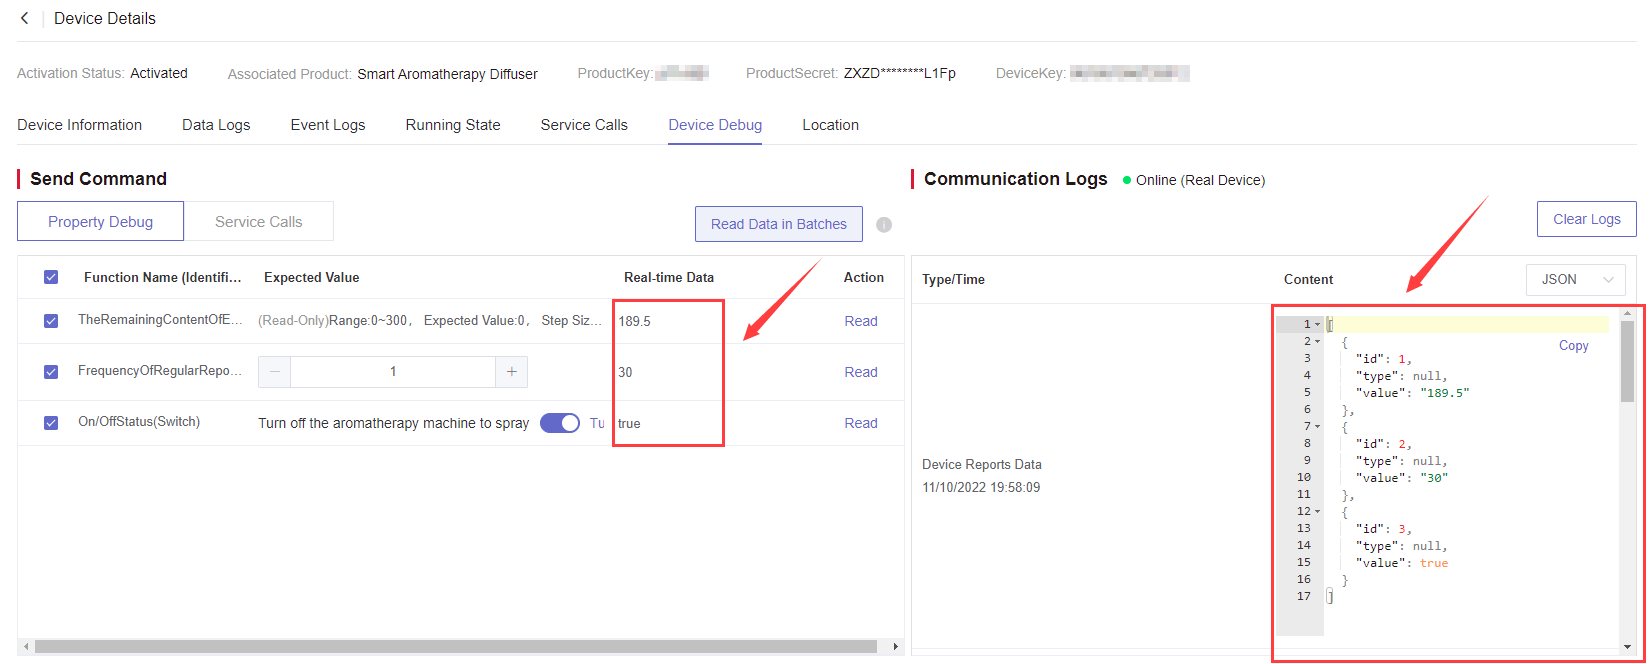 Device Details
Activation Status: Activated Associated Product: Smart Aromatherapy Diffuser ProductKey: ProductSecret: ZXZD********L1Fp DeviceKey:
Device Information Data Logs Event Logs Running State Service Calls Device Debug Location
Send Command
Property Debug Service Calls Read Data in Batches
Function Name (Identifi... Expected Value Real-time Data Action
TheRemainingContentOfE... (Read-Only)Range:0~300, Expected Value:0, Step Siz... 189.5 Read
FrequencyOfRegularRepo... − 1 + 30 Read
On/OffStatus(Switch) Turn off the aromatherapy machine to spray Tu true Read
Communication Logs Online (Real Device)
Clear Logs
Type/Time Content JSON
Device Reports Data
11/10/2022 19:58:09
Copy
1 [
2 {
3 "id": 1,
4 "type": null,
5 "value": "189.5"
6 },
7 {
8 "id": 2,
9 "type": null,
10 "value": "30"
11 },
12 {
13 "id": 3,
14 "type": null,
15 "value": true
16 }
17 ]